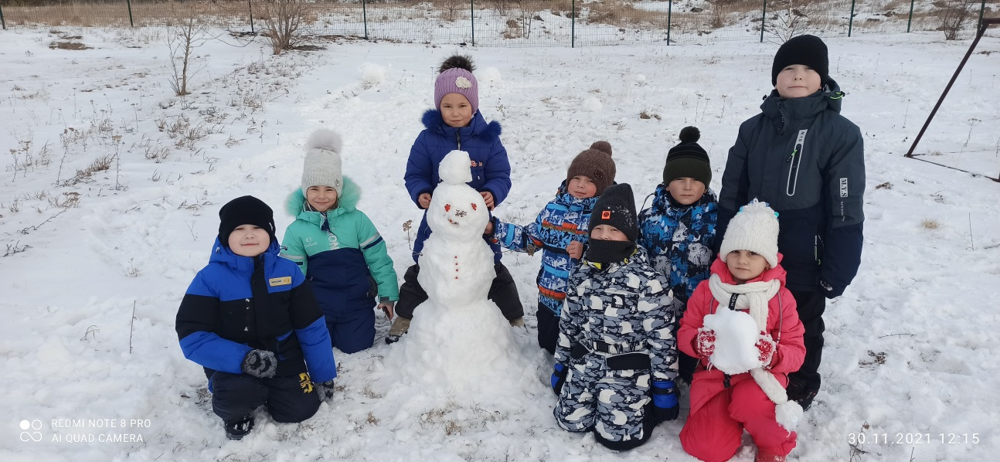 M.Y.S.
REDMI NOTE 8 PRO
AI QUAD CAMERA
30.11.2021 12:15